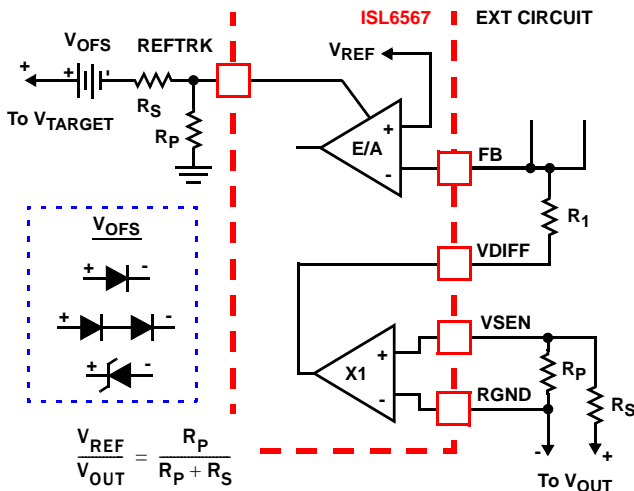 ISL6567 EXT CIRCUIT
VOFS
REFTRK
VREF
+ + -
To VTARGET
RS
RP
+
E/A
-
FB
R1
VOFS
+ -
+ -
+ -
VDIFF
VSEN
+
X1
-
RP
RS
RGND
- +
To VOUT
VREF / VOUT = RP / RP + RS